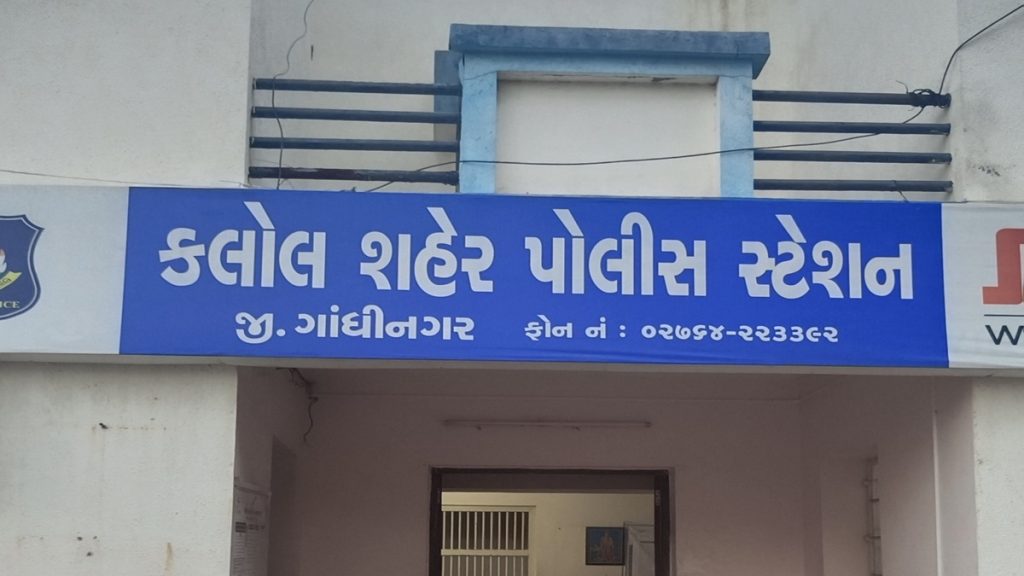 કલોલ શહેર પોલીસ સ્ટેશન
જી. ગાંધીનગર ફોન નં : ૦૨૭૬૪-૨૨૩૩૯૨